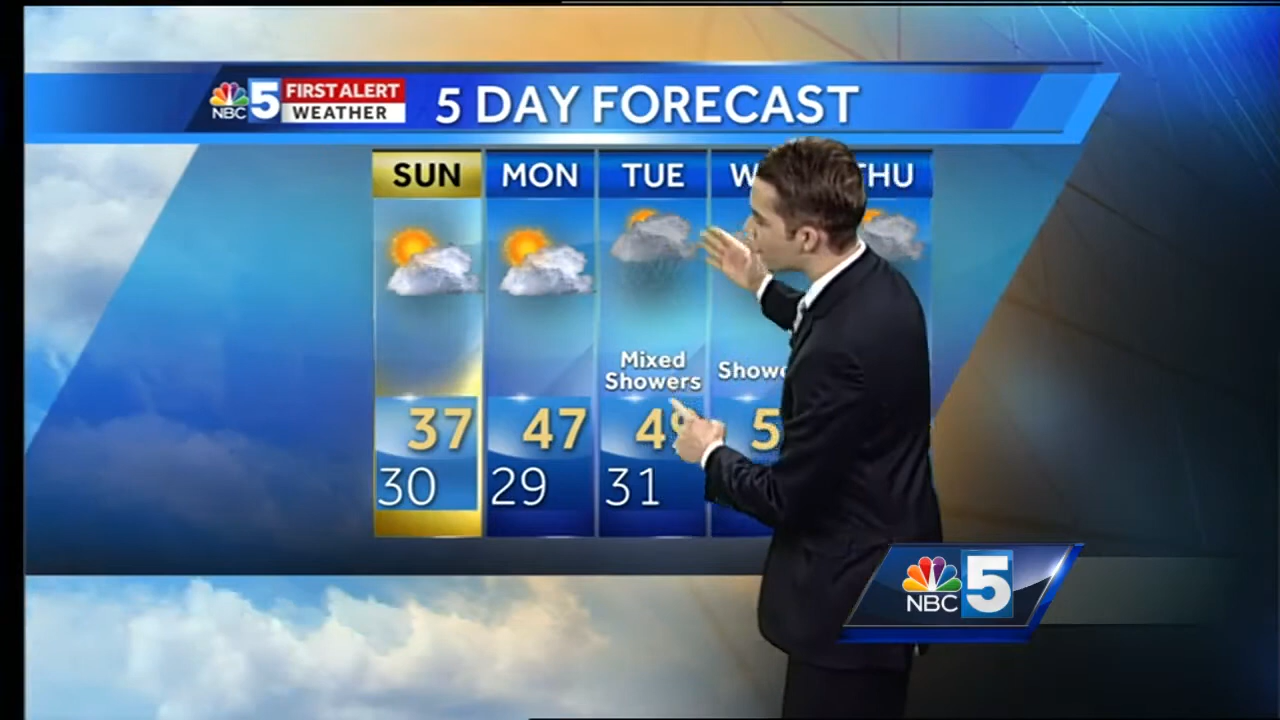 NBC 5 FIRST ALERT WEATHER
5 DAY FORECAST
SUN MON TUE THU
Mixed
Showers
37 47
30 29 31
NBC 5